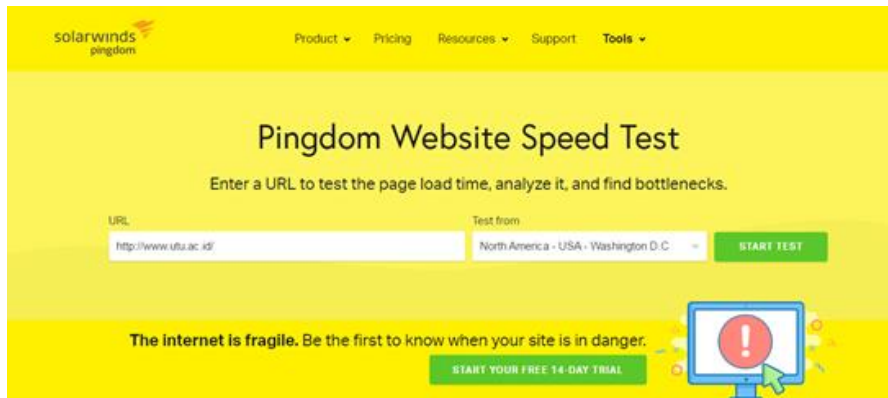 solarwinds
pingdom
Product Pricing Resources Support Tools
Pingdom Website Speed Test
Enter a URL to test the page load time, analyze it, and find bottlenecks.
URL Test from
http://www.utu.ac.id/ North America - USA - Washington D.C START TEST
The internet is fragile. Be the first to know when your site is in danger.
START YOUR FREE 14-DAY TRIAL
!